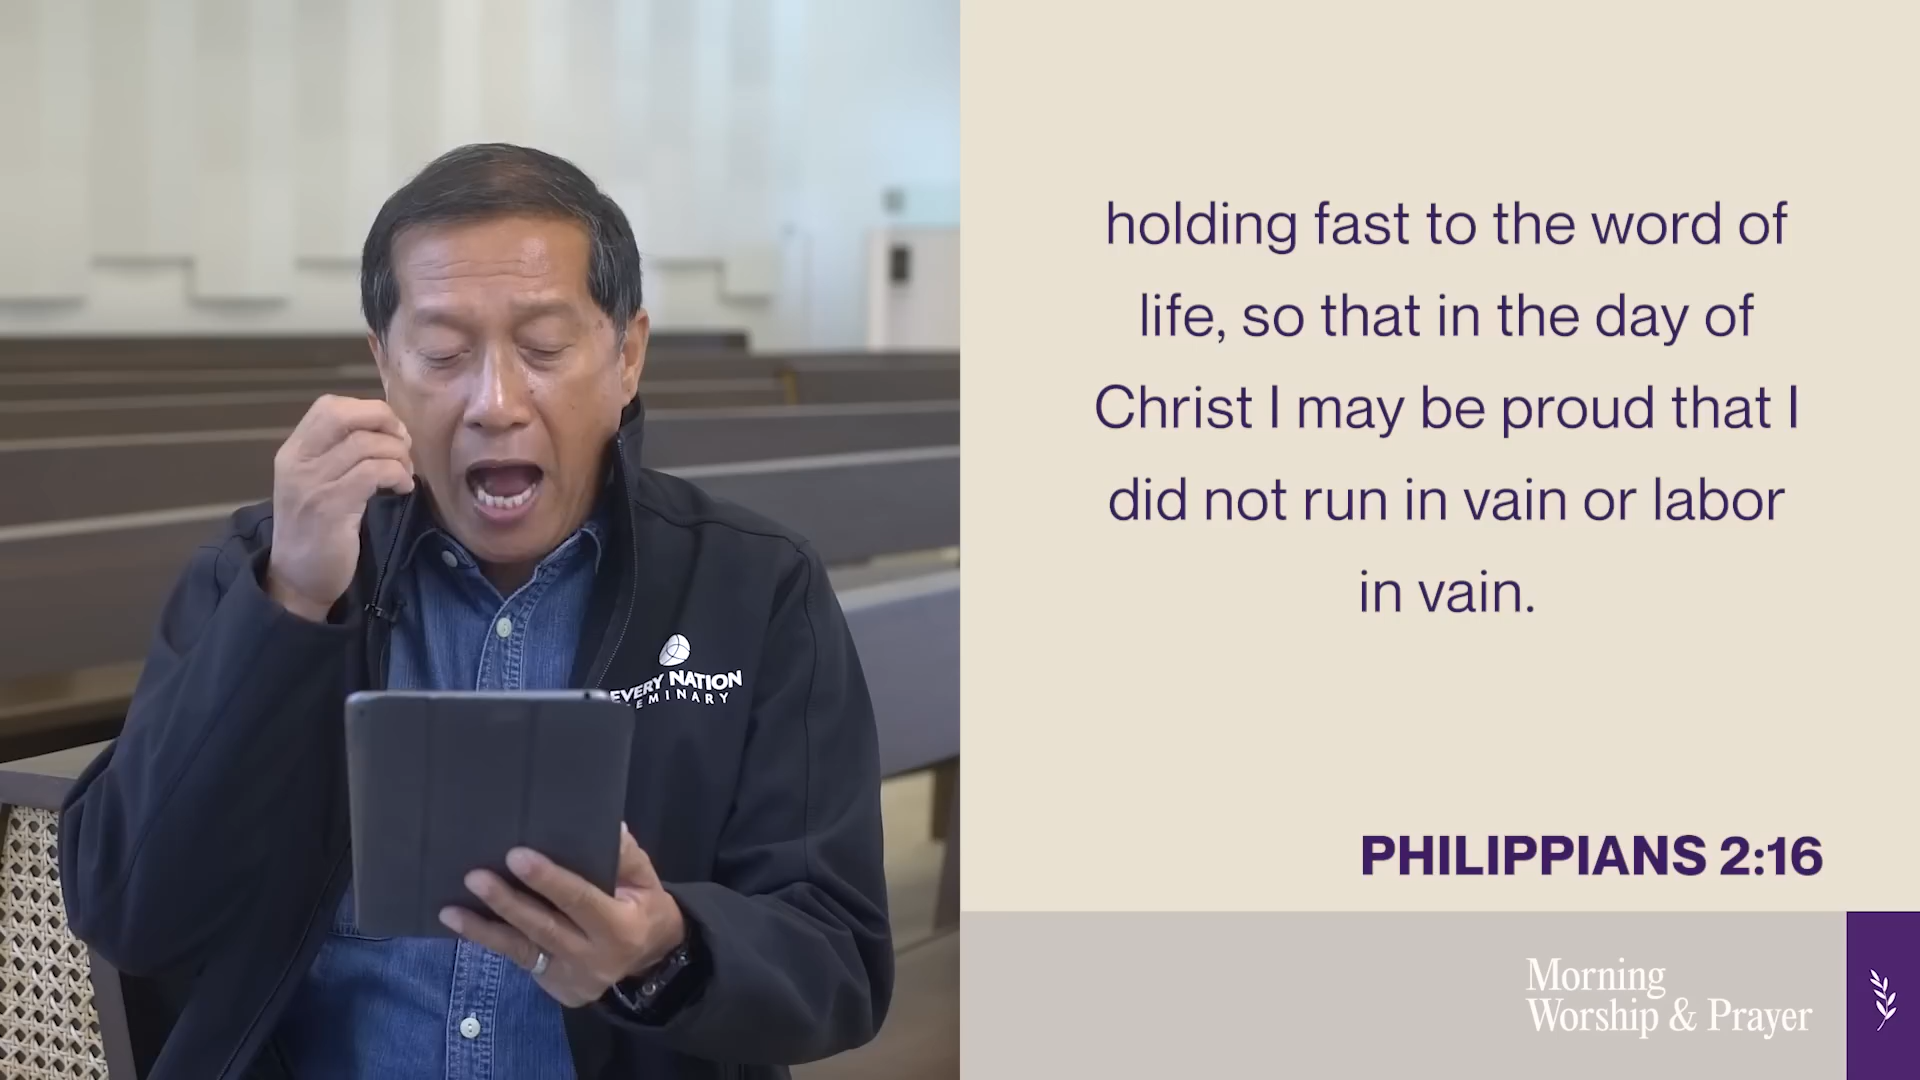 EVERY NATION
EMINARY
holding fast to the word of
life, so that in the day of
Christ I may be proud that I
did not run in vain or labor
in vain.
PHILIPPIANS 2:16
Morning
Worship & Prayer